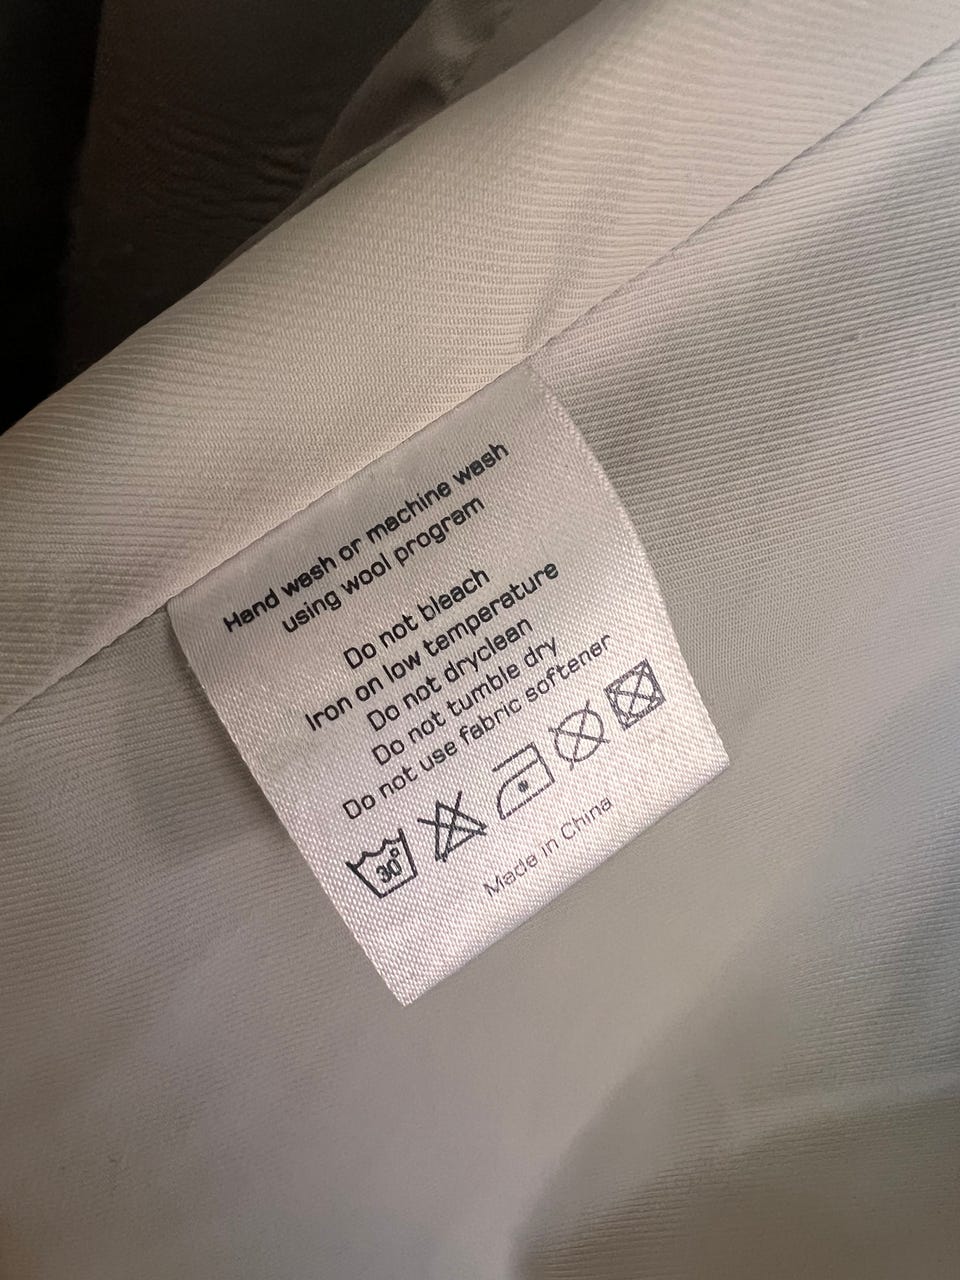 Hand wash or machine wash
using wool program
Do not bleach
Iron on low temperature
Do not dryclean
Do not tumble dry
Do not use fabric softener
30°
Made in China